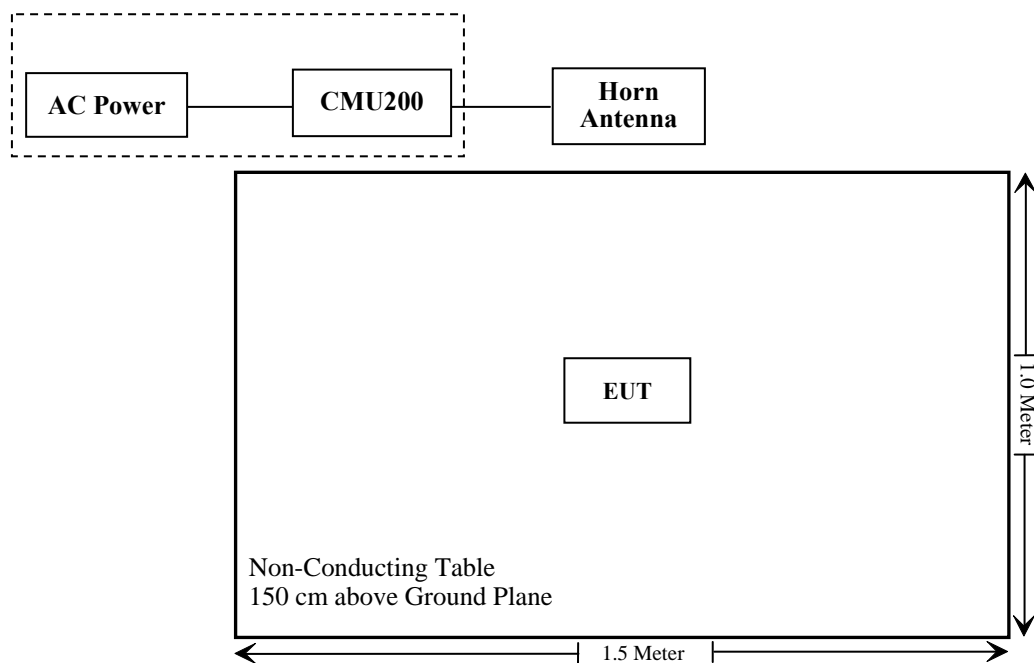 AC Power
CMU200
Horn
Antenna
EUT
1.0 Meter
Non-Conducting Table
150 cm above Ground Plane
1.5 Meter